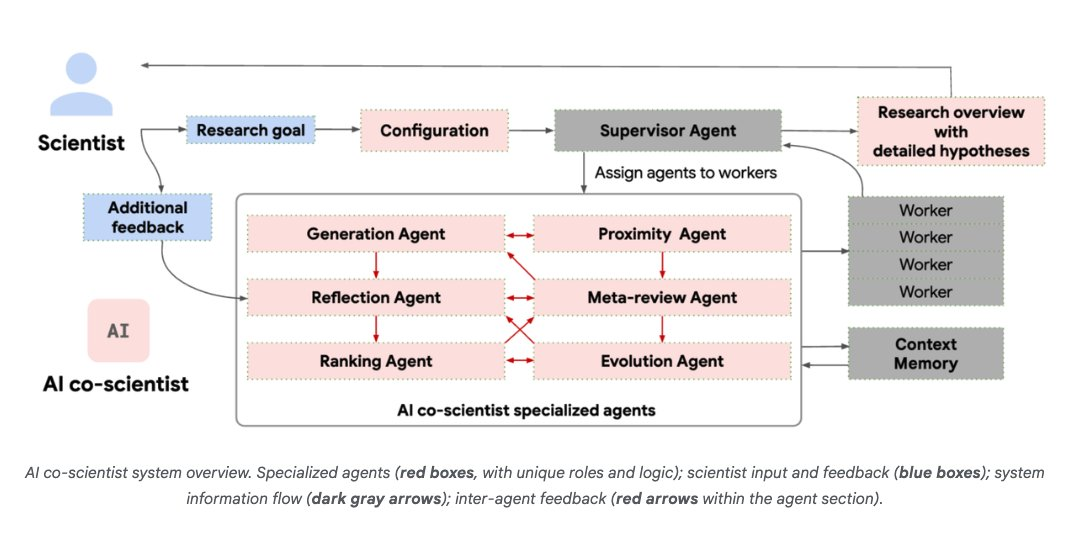 Scientist
Research goal
Configuration
Supervisor Agent
Research overview
with
detailed hypotheses
Assign agents to workers
Additional
feedback
Generation Agent
Proximity Agent
Reflection Agent
Meta-review Agent
Ranking Agent
Evolution Agent
AI co-scientist specialized agents
Worker
Worker
Worker
Worker
Context
Memory
AI
AI co-scientist
AI co-scientist system overview. Specialized agents (red boxes, with unique roles and logic); scientist input and feedback (blue boxes); system
information flow (dark gray arrows); inter-agent feedback (red arrows within the agent section).